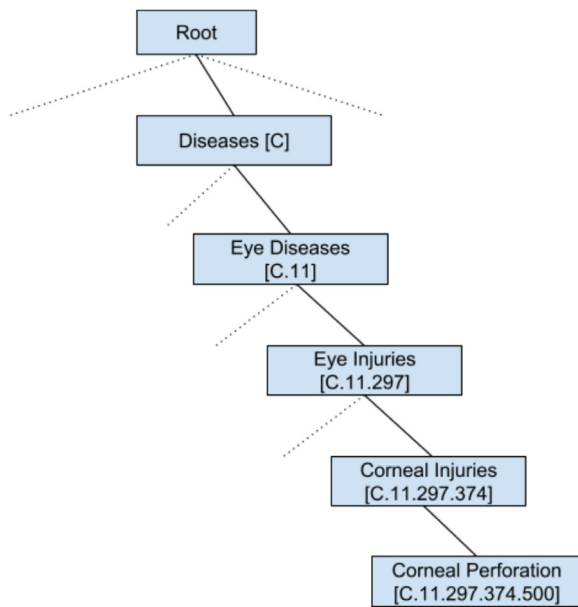 Root
Diseases [C]
Eye Diseases
[C.11]
Eye Injuries
[C.11.297]
Corneal Injuries
[C.11.297.374]
Corneal Perforation
[C.11.297.374.500]